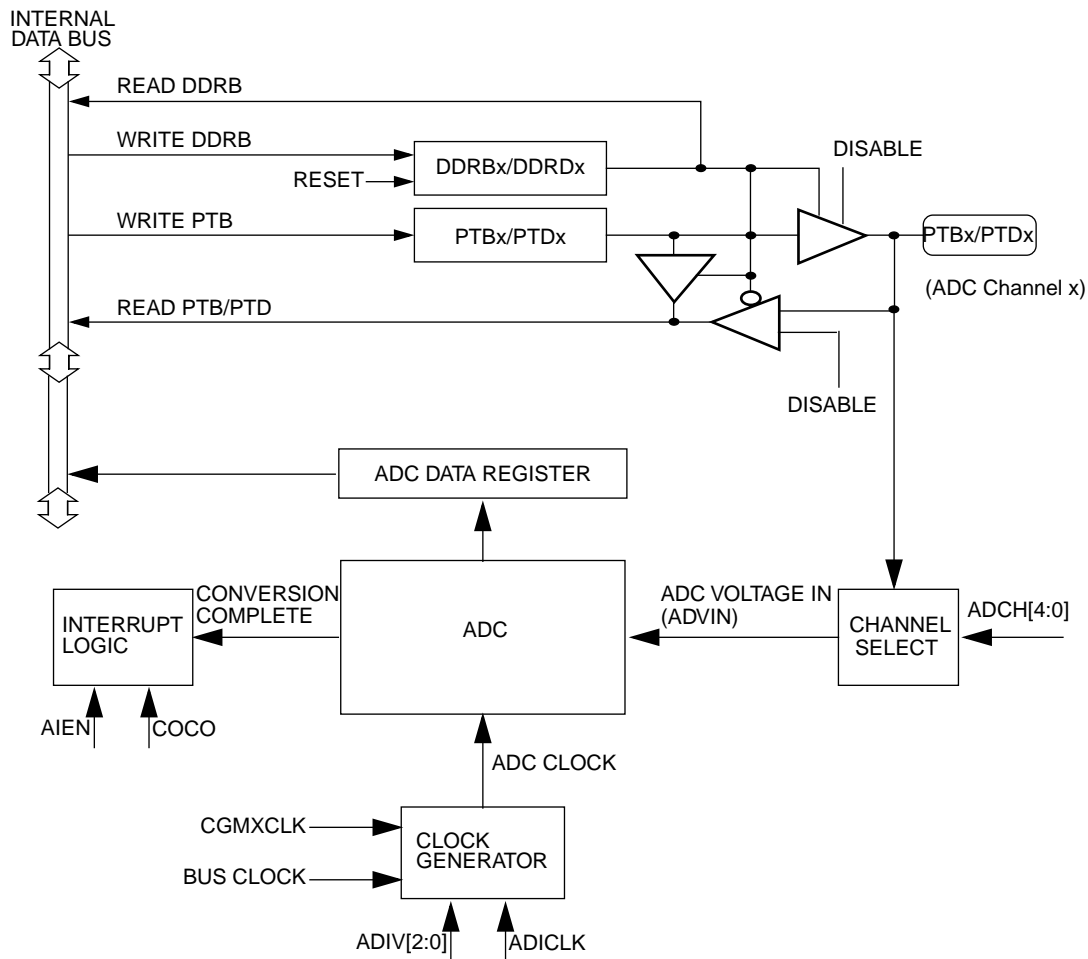 INTERNAL
DATA BUS
READ DDRB
WRITE DDRB
DISABLE
DDRBx/DDRDx
RESET
WRITE PTB
PTBx/PTDx
PTBx/PTDx
(ADC Channel x)
READ PTB/PTD
DISABLE
ADC DATA REGISTER
CONVERSION
COMPLETE
ADC VOLTAGE IN
(ADVIN)
INTERRUPT
LOGIC
ADC
CHANNEL
SELECT
ADCH[4:0]
AIEN
COCO
ADC CLOCK
CGMXCLK
CLOCK
GENERATOR
BUS CLOCK
ADIV[2:0]
ADICLK